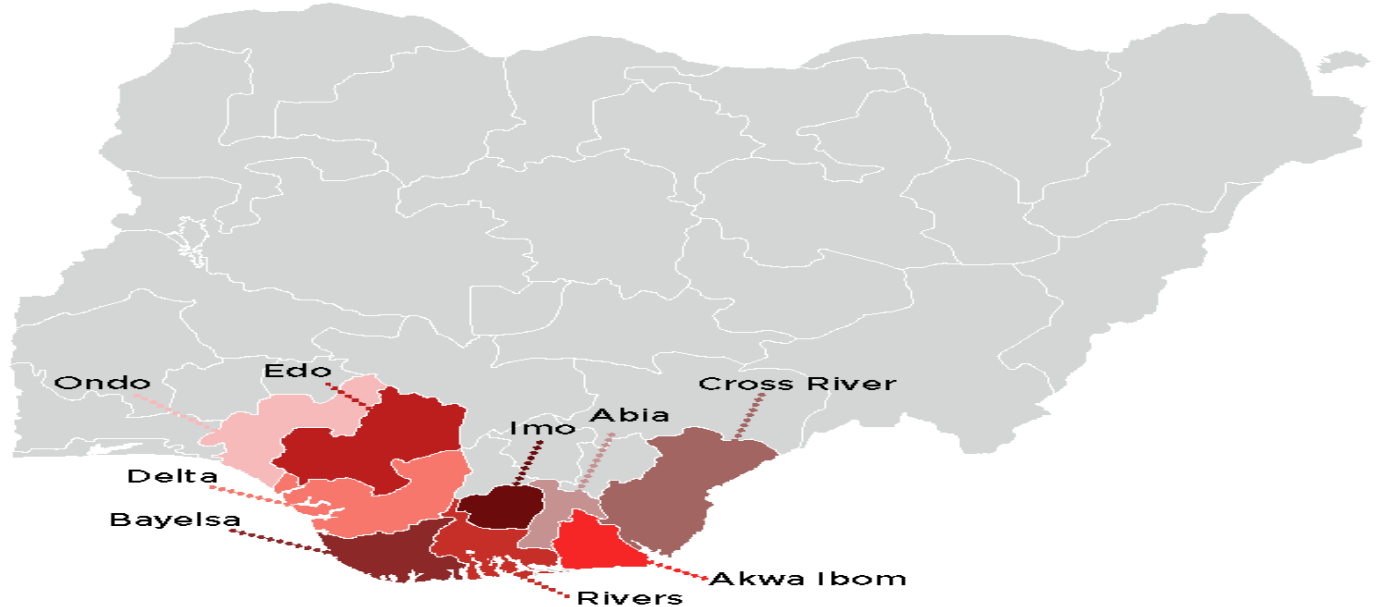 Edo
Ondo
Cross River
Abia
Imo
Delta
Bayelsa
Akwa Ibom
Rivers